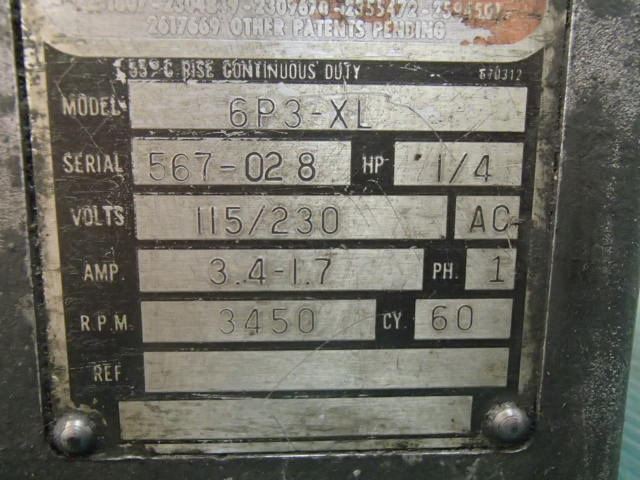 2617669 OTHER PATENTS PENDING
55°C RISE CONTINUOUS DUTY 670312
MODEL 6P3-XL
SERIAL 567-028 HP 1/4
VOLTS 115/230 AC
AMP. 3.4-1.7 PH. 1
R.P.M 3450 CY. 60
REF.